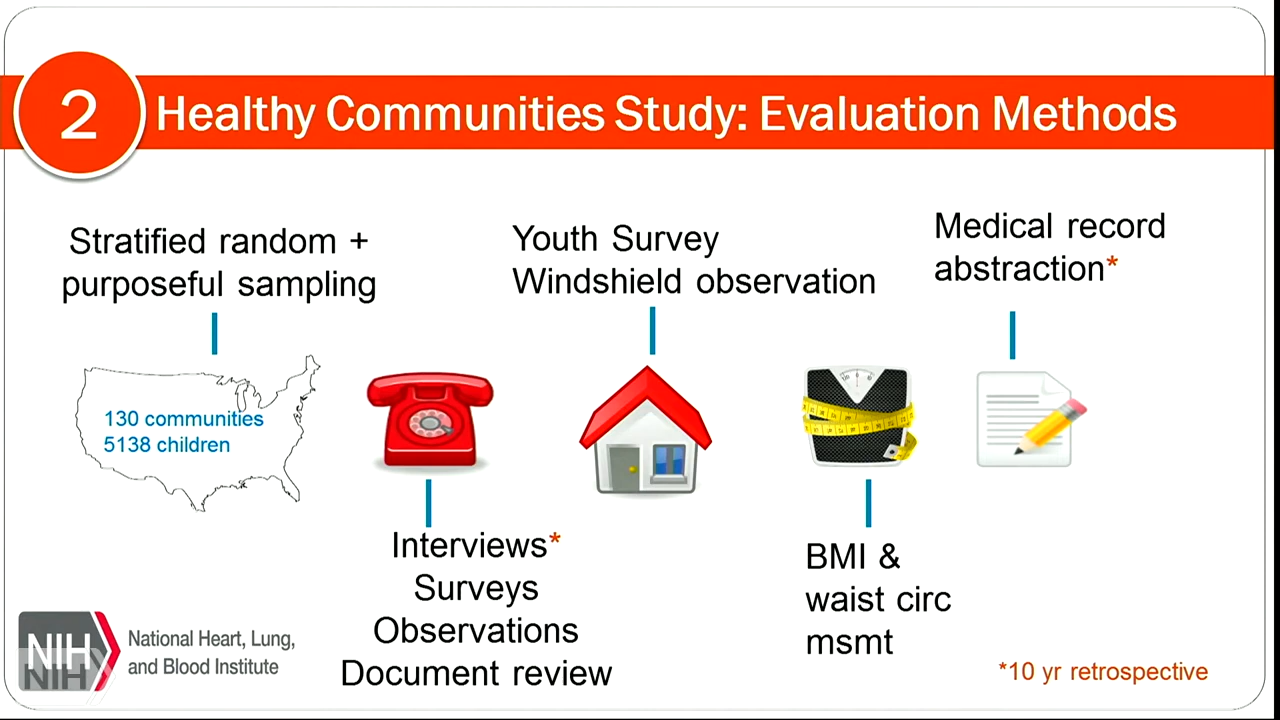 2
Healthy Communities Study: Evaluation Methods
Stratified random +
purposeful sampling
130 communities
5138 children
Interviews*
Surveys
Observations
Document review
Youth Survey
Windshield observation
BMI &
waist circ
msmt
Medical record
abstraction*
NIH
National Heart, Lung,
and Blood Institute
NIH
*10 yr retrospective